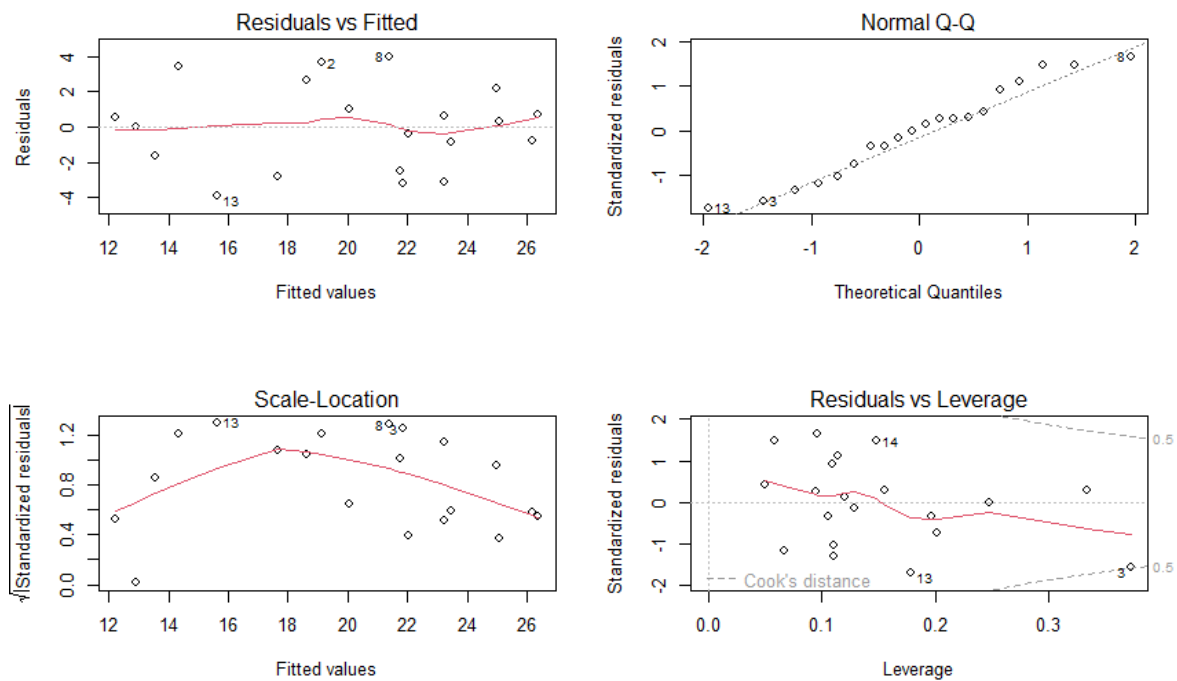 Residuals vs Fitted
Residuals
4
2
0
-2
-4
2
8
13
12 14 16 18 20 22 24 26
Fitted values
Normal Q-Q
Standardized residuals
2
1
0
-1
8
3
13
-2 -1 0 1 2
Theoretical Quantiles
Scale-Location
√|Standardized residuals|
1.2
0.8
0.4
0.0
13
8
3
12 14 16 18 20 22 24 26
Fitted values
Residuals vs Leverage
Standardized residuals
2
1
0
-1
-2
14
0.5
13
3
0.5
Cook's distance
0.0 0.1 0.2 0.3
Leverage